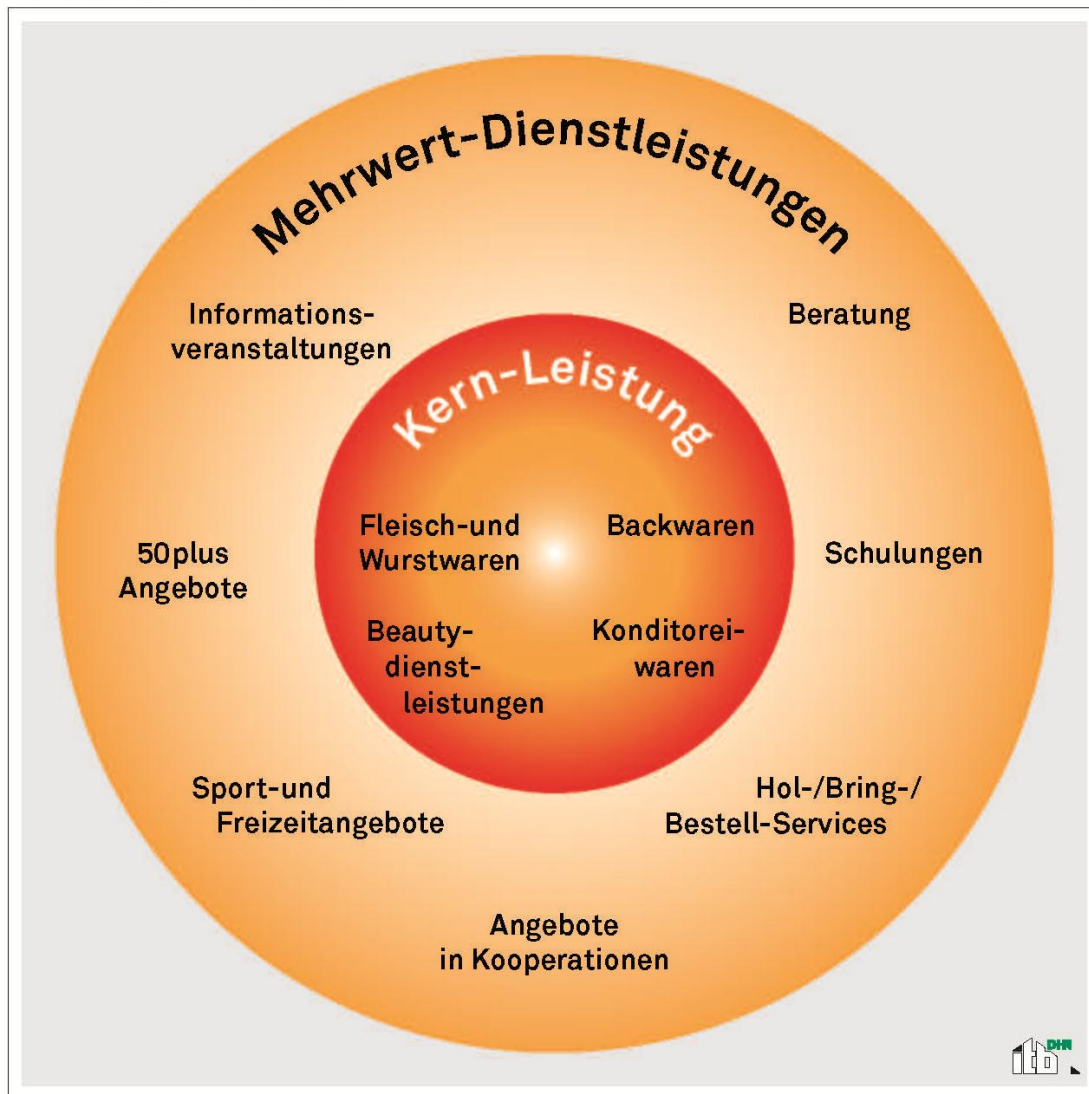 Mehrwert-Dienstleistungen
Informations-
veranstaltungen
Beratung
Kern-Leistung
Fleisch-und
Wurstwaren
Backwaren
50plus
Angebote
Schulungen
Beauty-
dienst-
leistungen
Konditorei-
waren
Sport-und
Freizeitangebote
Hol-/Bring-/
Bestell-Services
Angebote
in Kooperationen
itb DHI